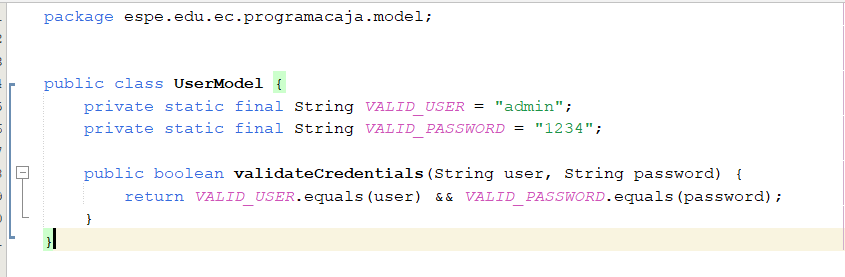 package espe.edu.ec.programacaja.model;
public class UserModel {
private static final String VALID_USER = "admin";
private static final String VALID_PASSWORD = "1234";
public boolean validateCredentials(String user, String password) {
return VALID_USER.equals(user) && VALID_PASSWORD.equals(password);
}
}